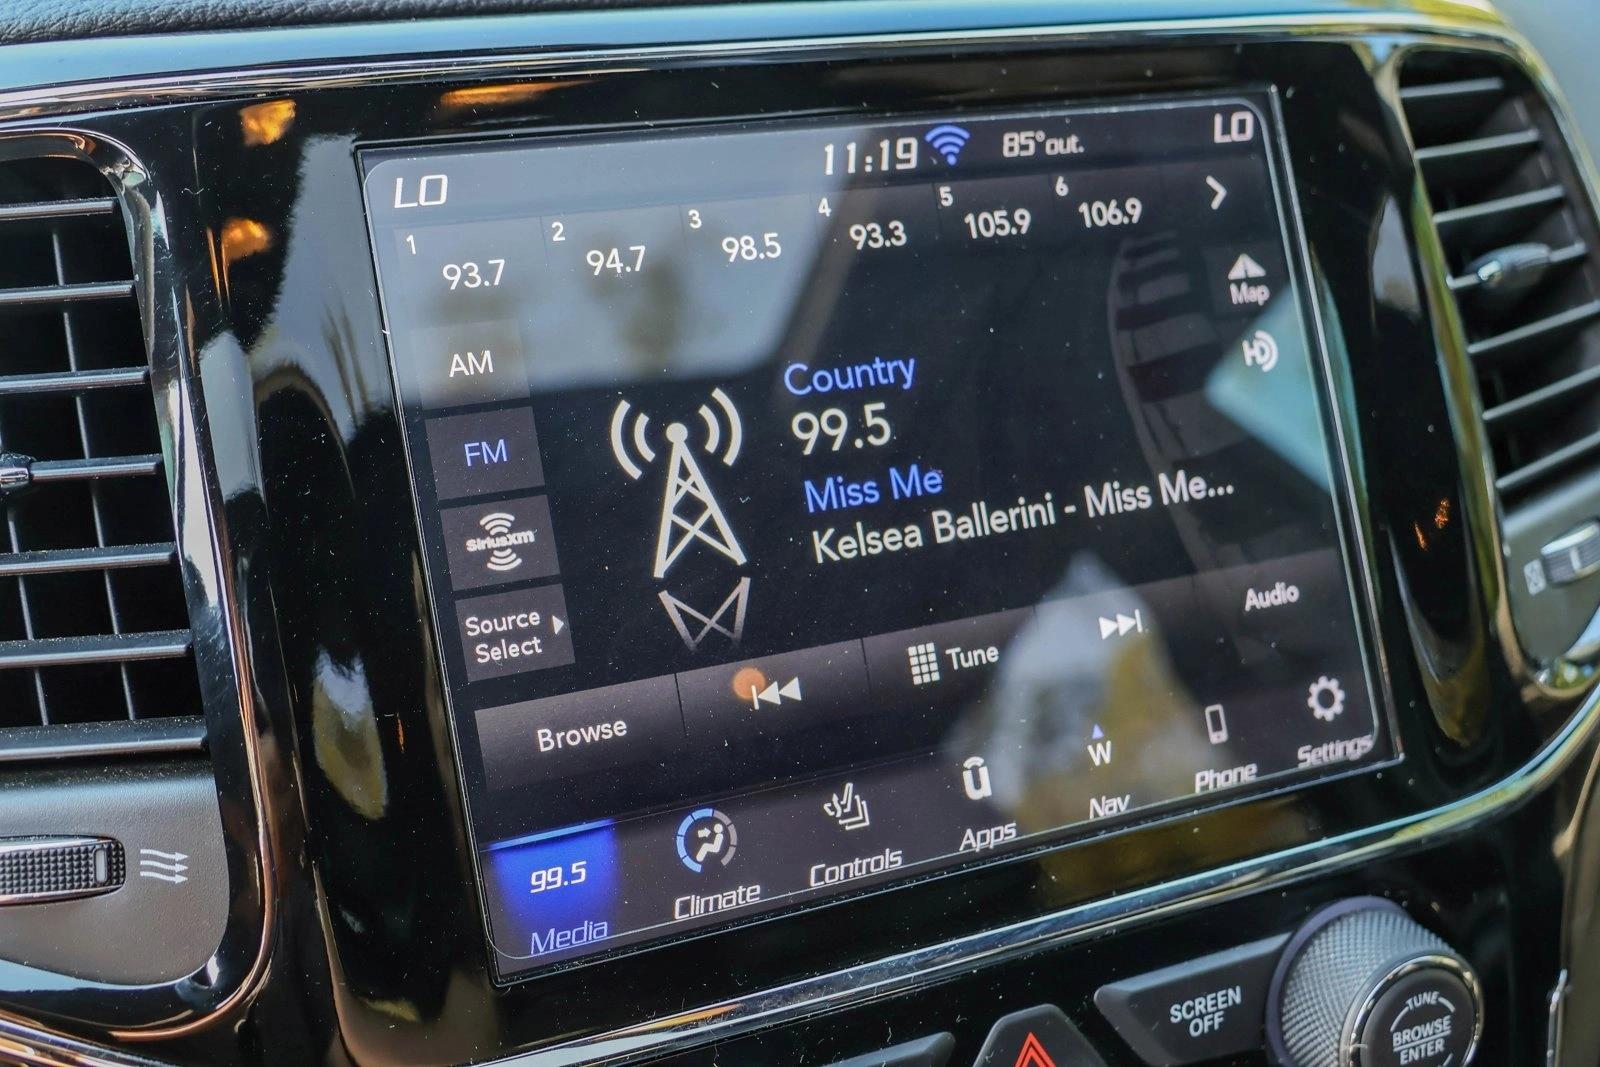 LO 11:19 85° out. LO
1 93.7 2 94.7 3 98.5 4 93.3 5 105.9 6 106.9
Map
AM
HD
Country
99.5
FM
Miss Me
Kelsea Ballerini - Miss Me...
SiriusXM
Source
Select
Audio
Browse
Tune
W
99.5
Media
Climate
Controls
Apps
Nav
Phone
Settings
SCREEN
OFF
TUNE
BROWSE
ENTER